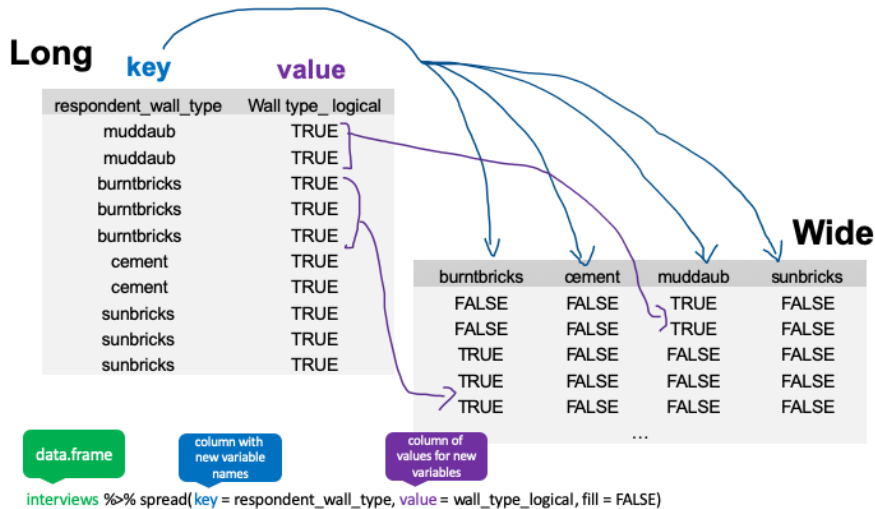 Long
key value
respondent_wall_type Wall type_ logical
muddaub TRUE
muddaub TRUE
burntbricks TRUE
burntbricks TRUE
burntbricks TRUE
cement TRUE
cement TRUE
sunbricks TRUE
sunbricks TRUE
sunbricks TRUE
Wide
burntbricks cement muddaub sunbricks
FALSE FALSE TRUE FALSE
FALSE FALSE TRUE FALSE
TRUE FALSE FALSE FALSE
TRUE FALSE FALSE FALSE
TRUE FALSE FALSE FALSE
...
data.frame
column with
new variable
names
column of
values for new
variables
interviews %>% spread( key = respondent_wall_type, value = wall_type_logical, fill = FALSE)